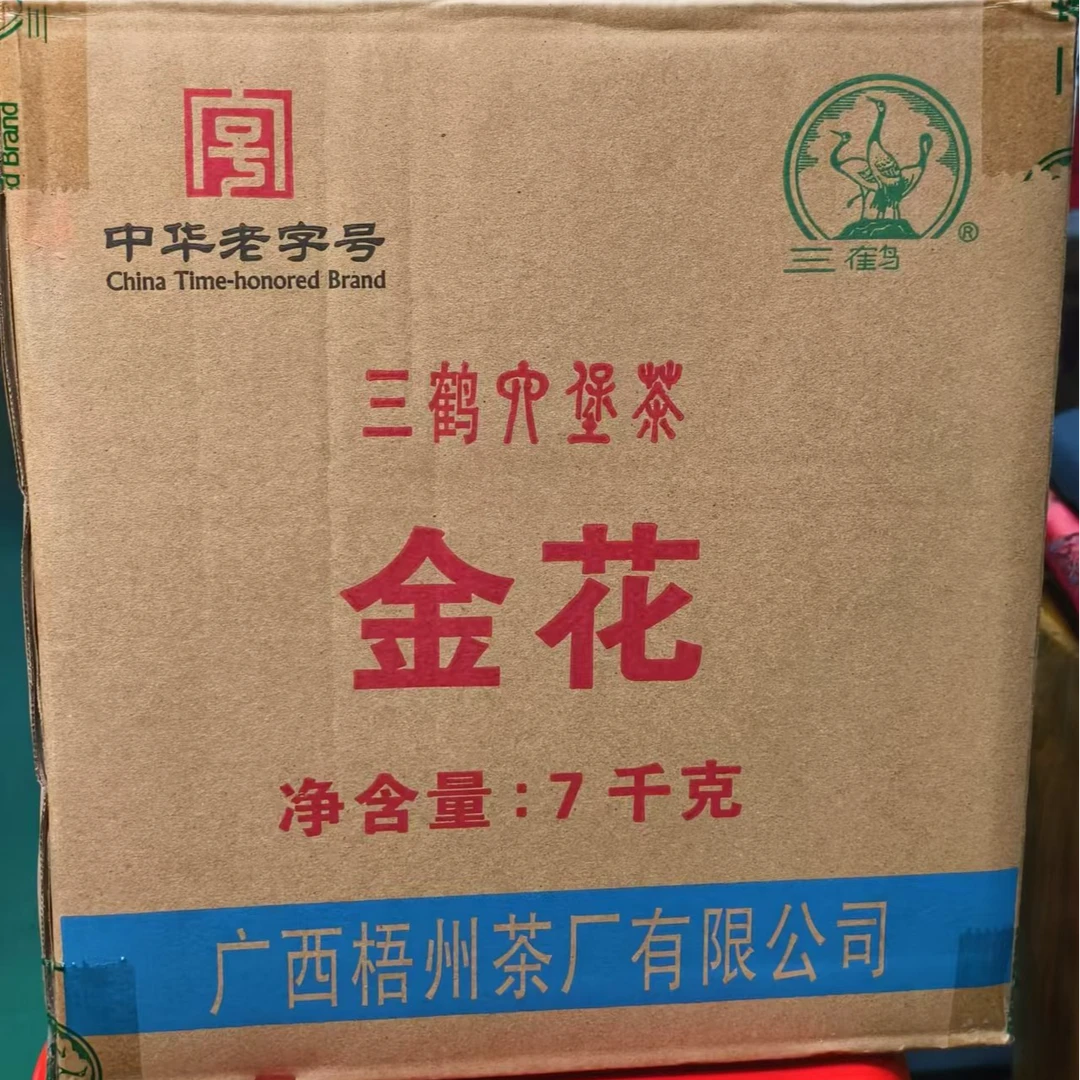 中华老字号
China Time-honored Brand
三鹤
®
三鹤六堡茶
金花
净含量:7千克
广西梧州茶厂有限公司
d Brand